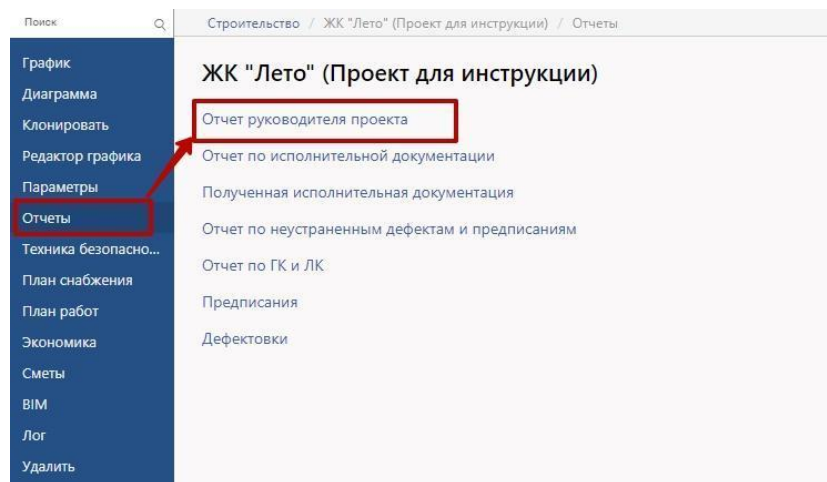 Поиск
Строительство / ЖК "Лето" (Проект для инструкции) / Отчеты
График
Диаграмма
Клонировать
Редактор графика
Параметры
Отчеты
Техника безопасно...
План снабжения
План работ
Экономика
Сметы
BIM
Лог
Удалить
ЖК "Лето" (Проект для инструкции)
Отчет руководителя проекта
Отчет по исполнительной документации
Полученная исполнительная документация
Отчет по неустраненным дефектам и предписаниям
Отчет по ГК и ЛК
Предписания
Дефектовки